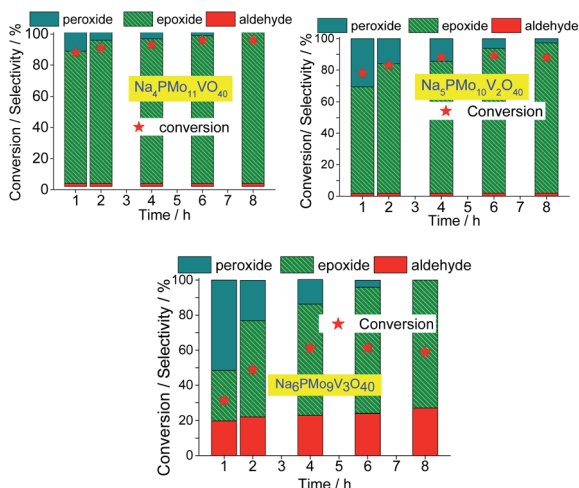 peroxide epoxide aldehyde
Conversion / Selectivity / %
100
80
60
40
20
0
Na4PMo11VO40
conversion
1 2 3 4 5 6 7 8
Time / h
peroxide epoxide aldehyde
Conversion/ Selectivity / %
100
80
60
40
20
0
Na5PMo10V2O40
Conversion
1 2 3 4 5 6 7 8
Time / h
peroxide epoxide aldehyde
Conversion / Selectivity / %
100
80
60
40
20
0
Conversion
Na6PMo9V3O40
1 2 3 4 5 6 7 8
Time / h